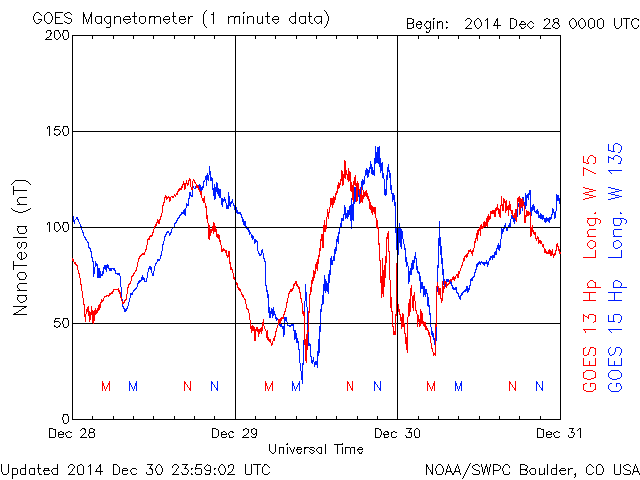 GOES Magnetometer (1 minute data)
Begin: 2014 Dec 28 0000 UTC
200
150
100
50
0
NanoTesla (nT)
M M N N M M N N M M N N
Dec 28 Dec 29 Dec 30 Dec 31
Universal Time
GOES 13 Hp Long. W 75
GOES 15 Hp Long. W 135
Updated 2014 Dec 30 23:59:02 UTC
NOAA/SWPC Boulder, CO USA